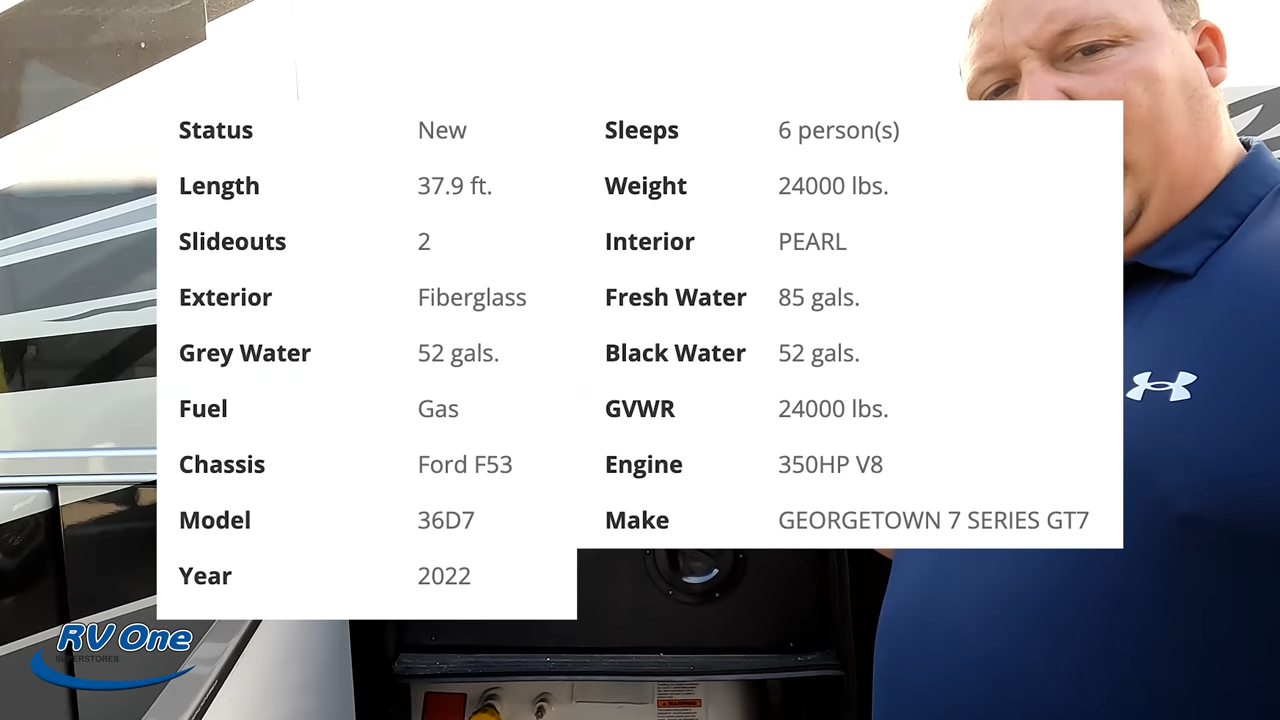 Status New Sleeps 6 person(s)
Length 37.9 ft. Weight 24000 lbs.
Slideouts 2 Interior PEARL
Exterior Fiberglass Fresh Water 85 gals.
Grey Water 52 gals. Black Water 52 gals.
Fuel Gas GVWR 24000 lbs.
Chassis Ford F53 Engine 350HP V8
Model 36D7 Make GEORGETOWN 7 SERIES GT7
Year 2022
RV One
SUPERSTORES
WARNING